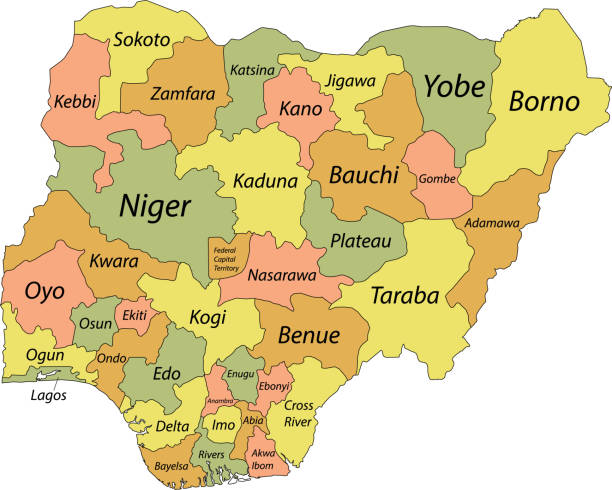 Sokoto
Katsina
Jigawa
Yobe
Borno
Kebbi
Zamfara
Kano
Bauchi
Gombe
Kaduna
Niger
Adamawa
Plateau
Federal
Capital
Territory
Kwara
Nasarawa
Oyo
Taraba
Osun
Ekiti
Kogi
Benue
Ogun
Ondo
Edo
Enugu
Ebonyi
Lagos
Anambra
Cross
River
Delta
Imo
Abia
Bayelsa
Rivers
Akwa
Ibom